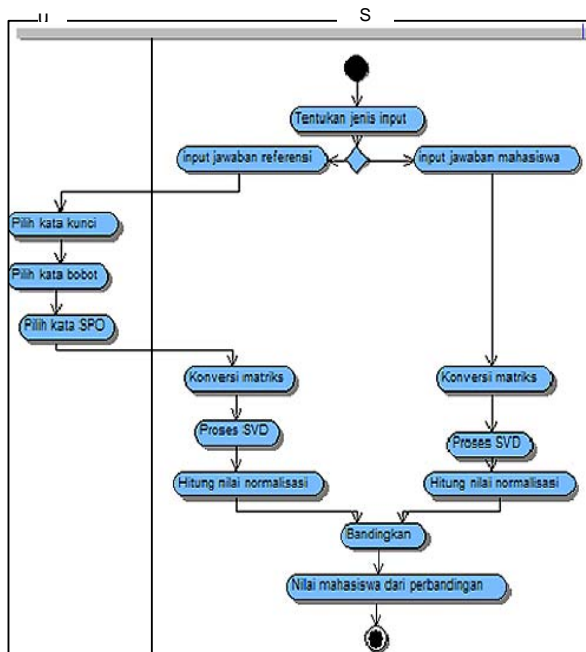 u
S
Tentukan jenis input
input jawaban referensi
input jawaban mahasiswa
Pilih kata kunci
Pilih kata bobot
Pilih kata SPO
Konversi matriks
Konversi matriks
Proses SVD
Proses SVD
Hitung nilai normalisasi
Hitung nilai normalisasi
Bandingkan
Nilai mahasiswa dari perbandingan